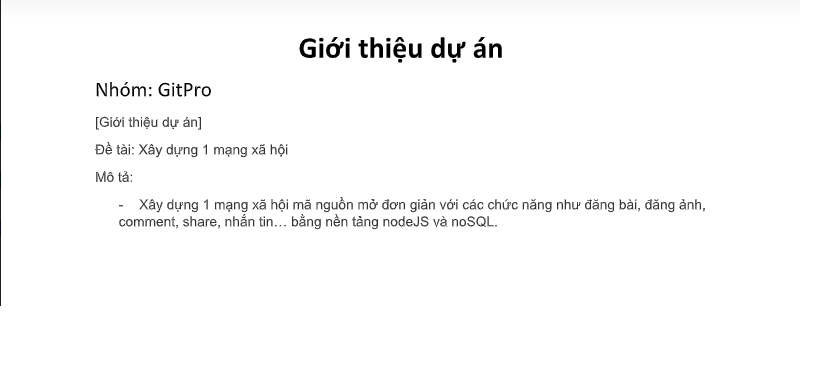 Giới thiệu dự án
Nhóm: GitPro
[Giới thiệu dự án]
Đề tài: Xây dựng 1 mạng xã hội
Mô tả:
- Xây dựng 1 mạng xã hội mã nguồn mở đơn giản với các chức năng như đăng bài, đăng ảnh,
comment, share, nhắn tin… bằng nền tảng nodeJS và noSQL.